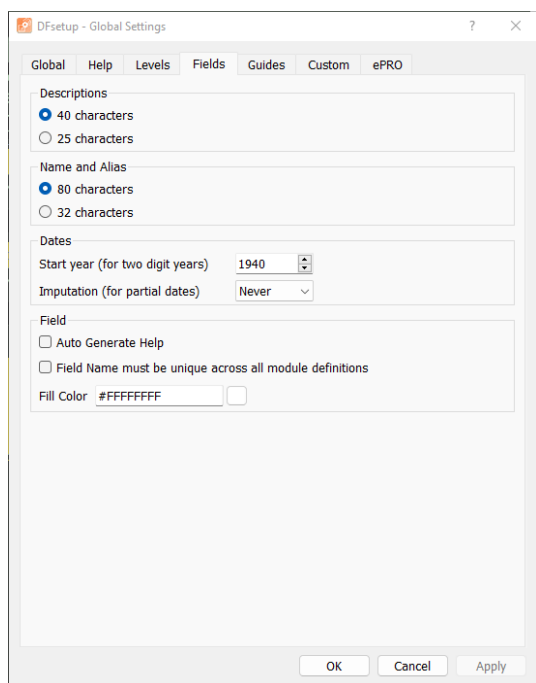 DFsetup - Global Settings
Global Help Levels Fields Guides Custom ePRO
Descriptions
40 characters
25 characters
Name and Alias
80 characters
32 characters
Dates
Start year (for two digit years) 1940
Imputation (for partial dates) Never
Field
Auto Generate Help
Field Name must be unique across all module definitions
Fill Color #FFFFFFFF
OK Cancel Apply